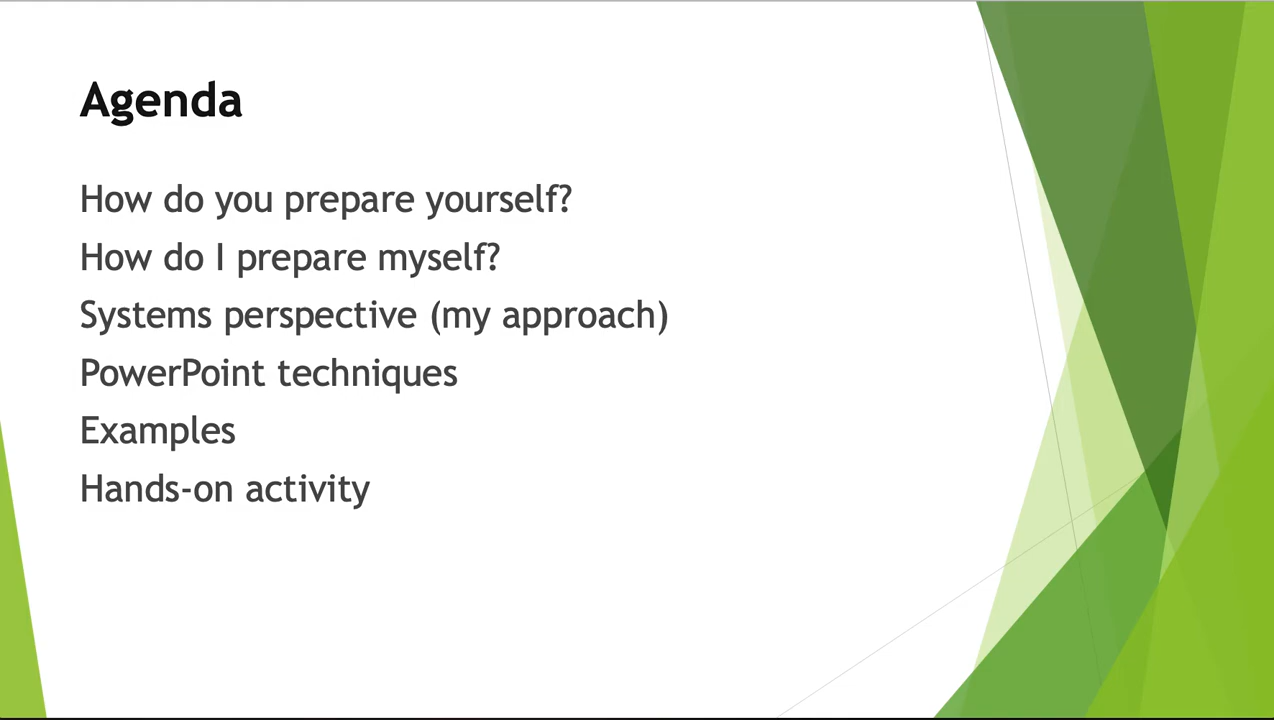 Agenda
How do you prepare yourself?
How do I prepare myself?
Systems perspective (my approach)
PowerPoint techniques
Examples
Hands-on activity